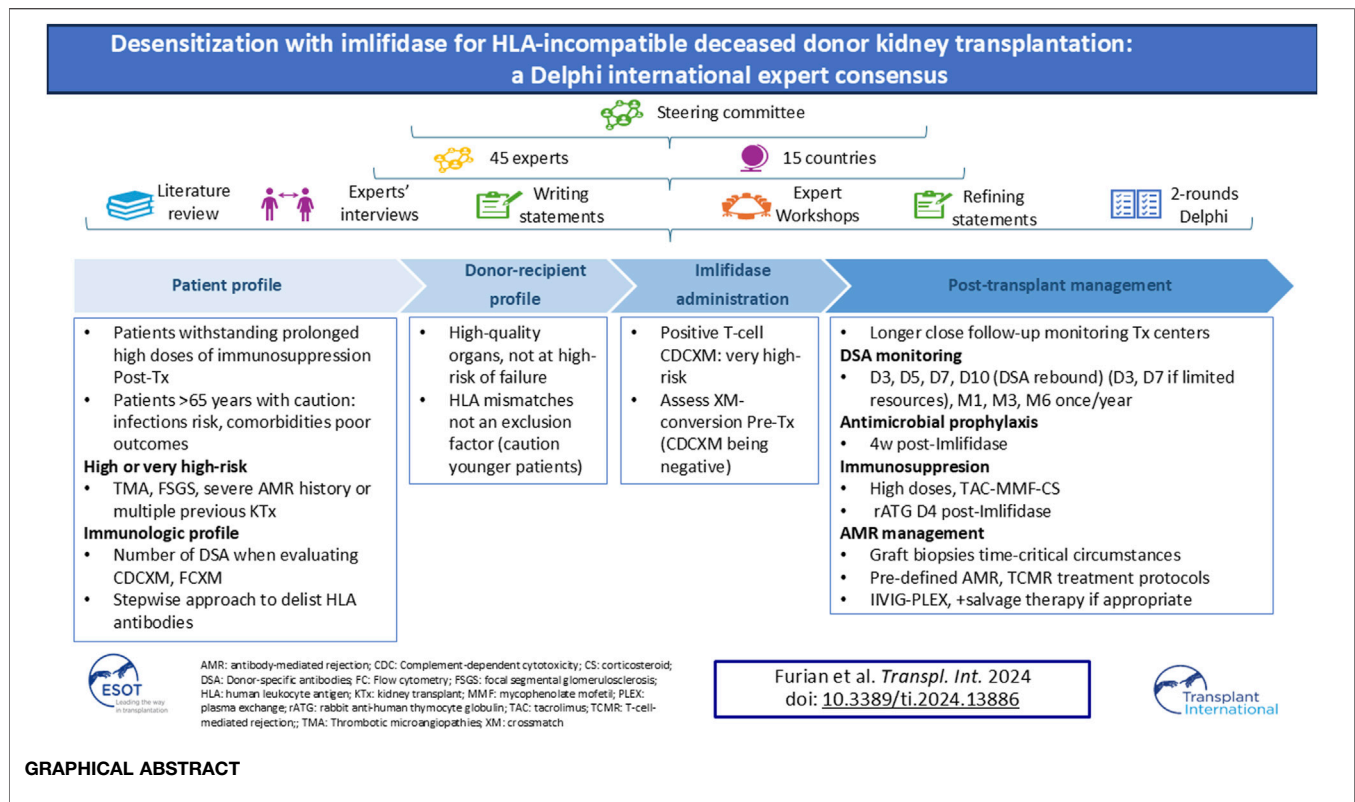 Desensitization with imlifidase for HLA-incompatible deceased donor kidney transplantation:
a Delphi international expert consensus
Steering committee
45 experts
15 countries
Literature
review
Experts'
interviews
Writing
statements
Expert
Workshops
Refining
statements
2-rounds
Delphi
Patient profile
• Patients withstanding prolonged
high doses of immunosuppression
Post-Tx
• Patients >65 years with caution:
infections risk, comorbidities poor
outcomes
High or very high-risk
• TMA, FSGS, severe AMR history or
multiple previous KTx
Immunologic profile
• Number of DSA when evaluating
CDCXM, FCXM
• Stepwise approach to delist HLA
antibodies
Donor-recipient
profile
• High-quality
organs, not at high-
risk of failure
• HLA mismatches
not an exclusion
factor (caution
younger patients)
Imlifidase
administration
• Positive T-cell
CDCXM: very high-
risk
• Assess XM-
conversion Pre-Tx
(CDCXM being
negative)
Post-transplant management
• Longer close follow-up monitoring Tx centers
DSA monitoring
• D3, D5, D7, D10 (DSA rebound) (D3, D7 if limited
resources), M1, M3, M6 once/year
Antimicrobial prophylaxis
• 4w post-Imlifidase
Immunosuppresion
• High doses, TAC-MMF-CS
• rATG D4 post-Imlifidase
AMR management
• Graft biopsies time-critical circumstances
• Pre-defined AMR, TCMR treatment protocols
• IIVIG-PLEX, +salvage therapy if appropriate
ESOT
Leading the way
in transplantation
AMR: antibody-mediated rejection; CDC: Complement-dependent cytotoxicity; CS: corticosteroid;
DSA: Donor-specific antibodies; FC: Flow cytometry; FSGS: focal segmental glomerulosclerosis;
HLA: human leukocyte antigen; KTx: kidney transplant; MMF: mycophenolate mofetil; PLEX:
plasma exchange; rATG: rabbit anti-human thymocyte globulin; TAC: tacrolimus; TCMR: T-cell-
mediated rejection;; TMA: Thrombotic microangiopathies; XM: crossmatch
Furian et al. Transpl. Int. 2024
doi: 10.3389/ti.2024.13886
Transplant
International
GRAPHICAL ABSTRACT